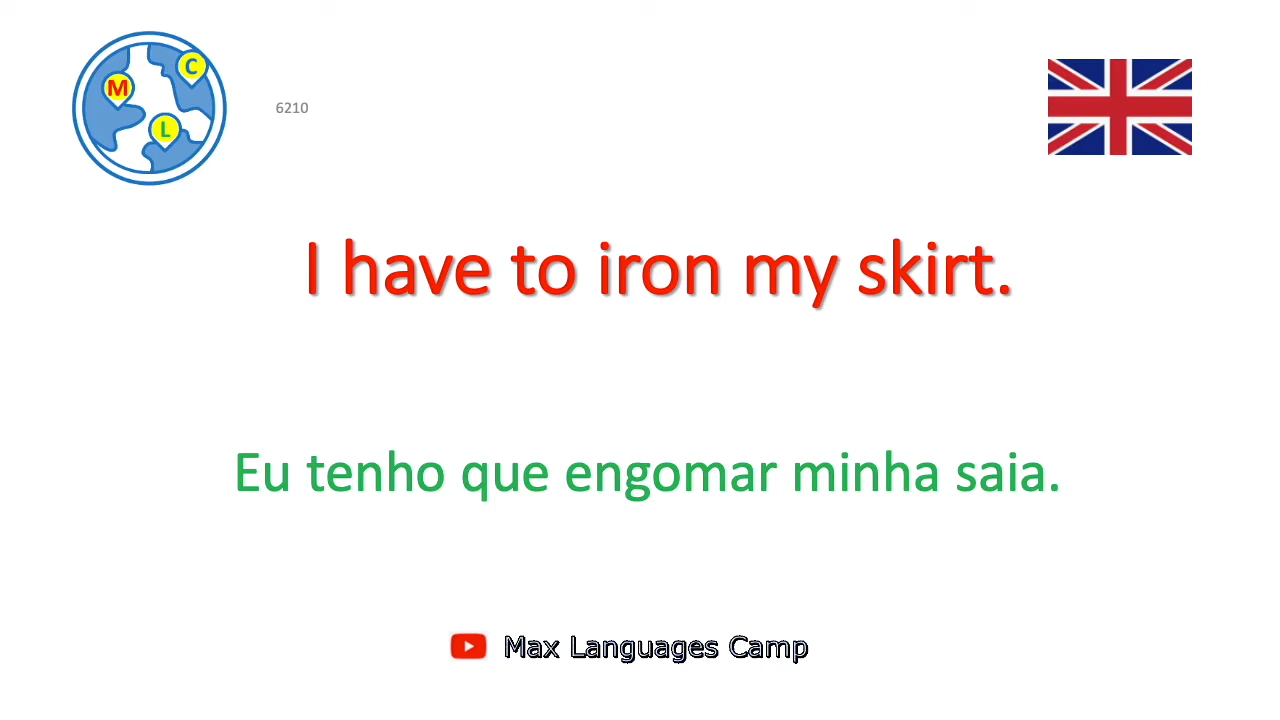 M
C
L
6210
I have to iron my skirt.
Eu tenho que engomar minha saia.
Max Languages Camp